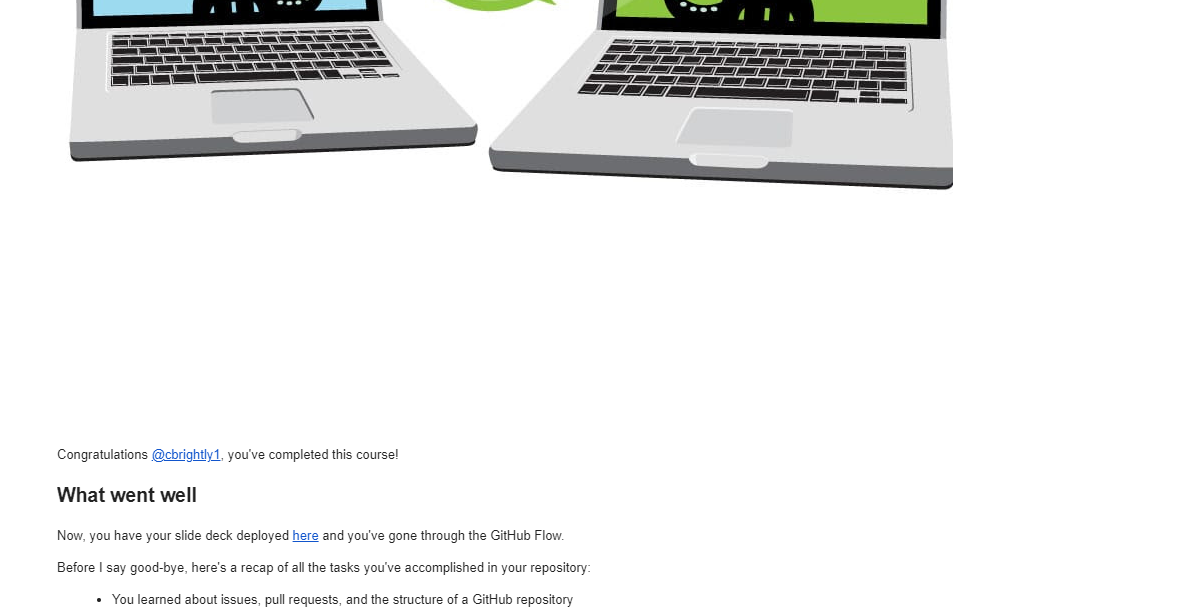 Congratulations @cbrightly1, you've completed this course!
What went well
Now, you have your slide deck deployed here and you've gone through the GitHub Flow.
Before I say good-bye, here's a recap of all the tasks you've accomplished in your repository:
• You learned about issues, pull requests, and the structure of a GitHub repository